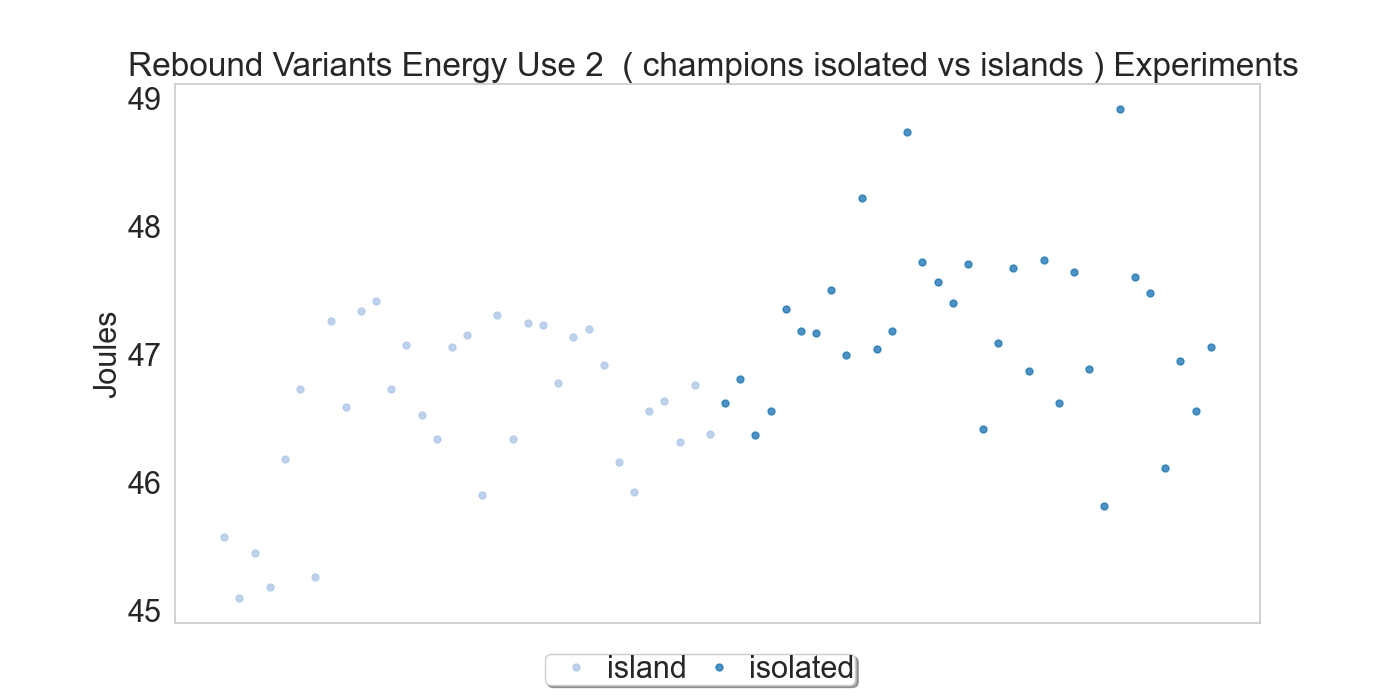 Rebound Variants Energy Use 2  ( champions isolated vs islands ) Experiments
49
48
47
46
45
Joules
island
isolated